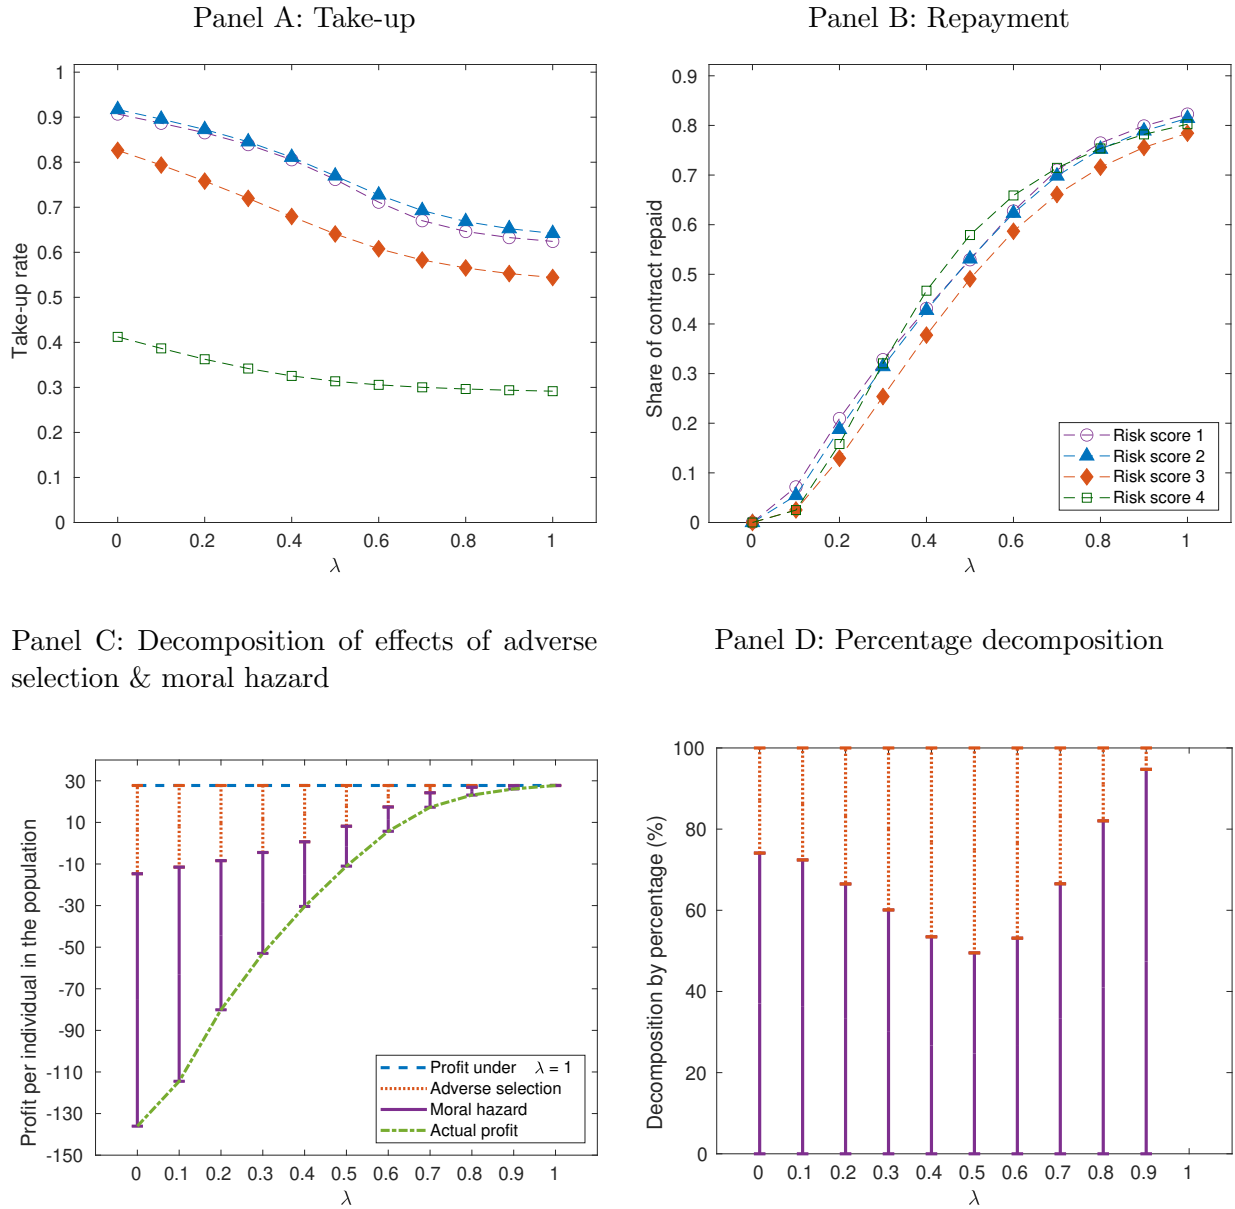 Panel A: Take-up
1
0.9
0.8
0.7
0.6
0.5
0.4
0.3
0.2
0.1
0
Take-up rate
0 0.2 0.4 0.6 0.8 1
λ
Panel B: Repayment
0.9
0.8
0.7
0.6
0.5
0.4
0.3
0.2
0.1
0
Share of contract repaid
Risk score 1
Risk score 2
Risk score 3
Risk score 4
0 0.2 0.4 0.6 0.8 1
λ
Panel C: Decomposition of effects of adverse
selection & moral hazard
30
10
-10
-30
-50
-70
-90
-110
-130
-150
Profit per individual in the population
Profit under λ = 1
Adverse selection
Moral hazard
Actual profit
0 0.1 0.2 0.3 0.4 0.5 0.6 0.7 0.8 0.9 1
λ
Panel D: Percentage decomposition
100
80
60
40
20
0
Decomposition by percentage (%)
0 0.1 0.2 0.3 0.4 0.5 0.6 0.7 0.8 0.9 1
λ